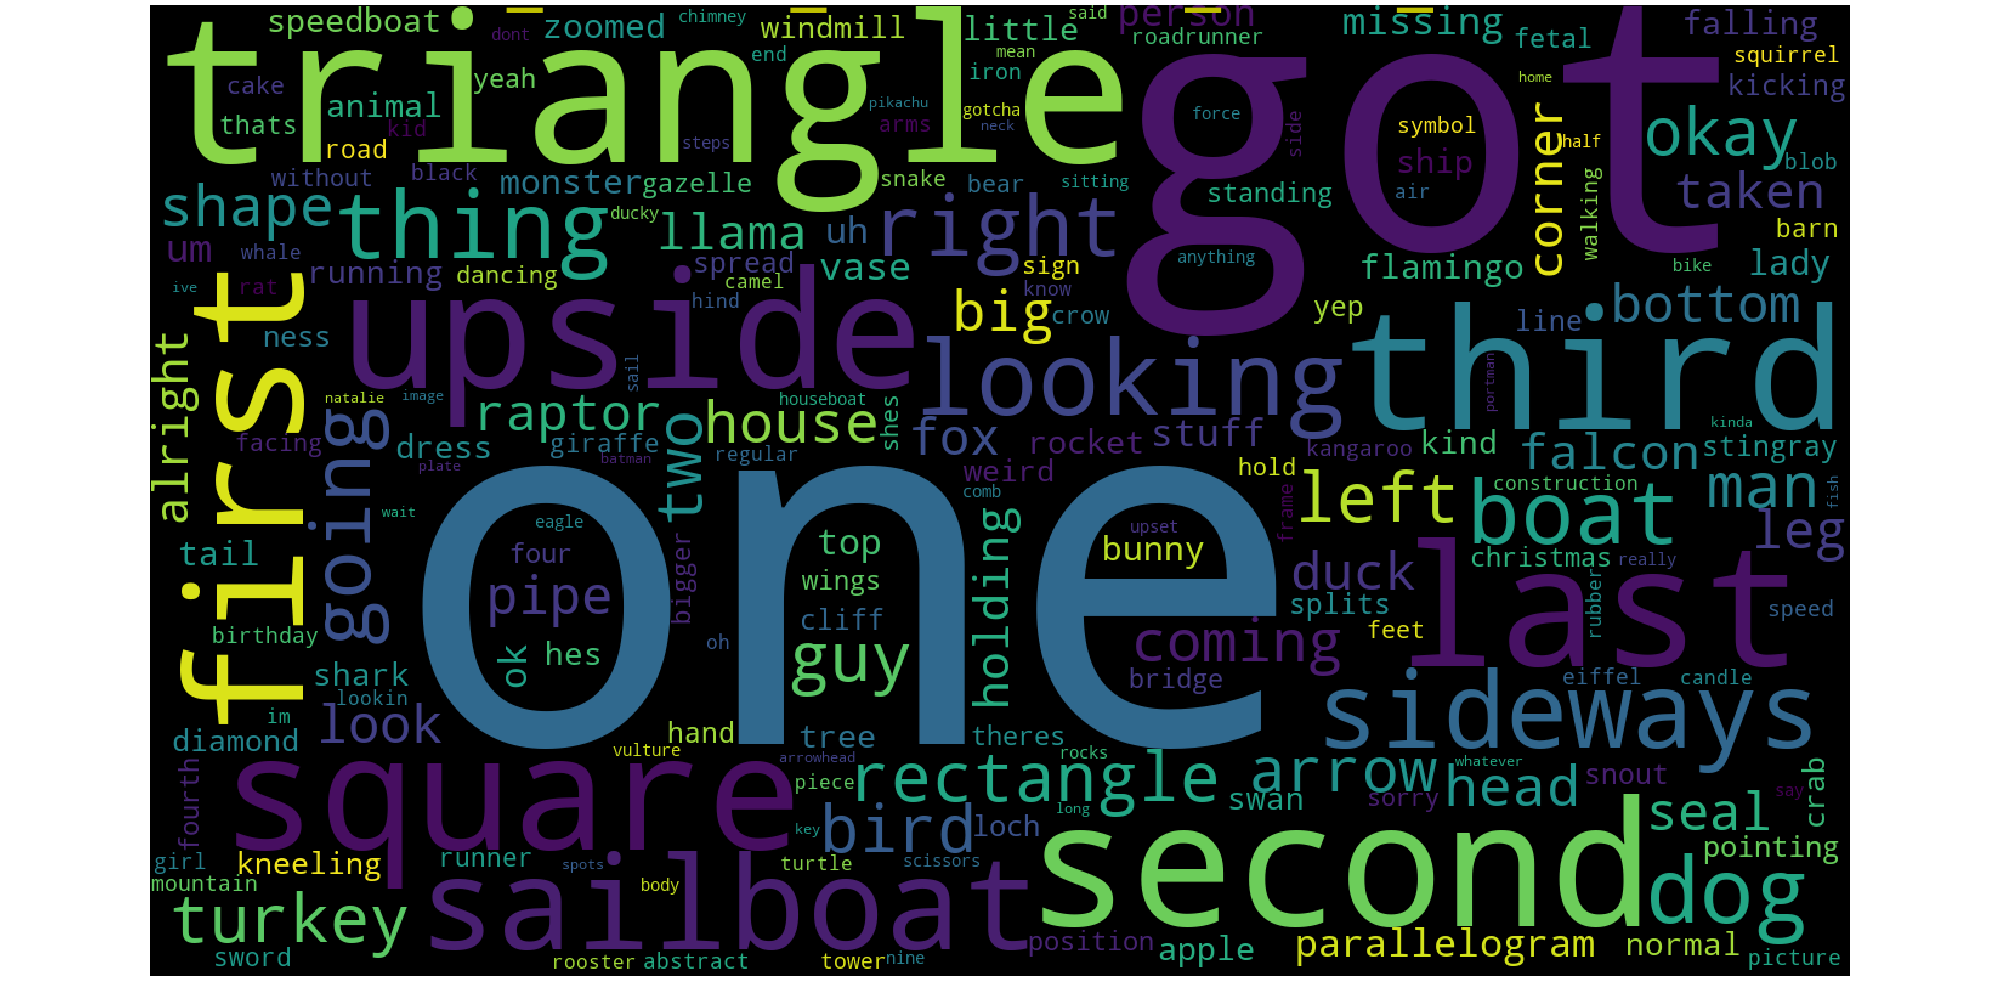 speedboat
zoomed
chimney
windmill
little
said
person
missing
falling
dont
end
mean
roadrunner
fetal
squirrel
triangle
got
cake
yeah
iron
home
kicking
thats
animal
kid
pikachu
arms
gotcha
neck
force
side
symbol
corner
half
okay
road
steps
ship
blob
without
black
monster
gazelle
snake
bear
sitting
standing
air
walking
taken
shape
thing
ducky
llama
uh
right
barn
um
whale
running
dancing
spread
vase
sign
anything
flamingo
bike
lady
ive
rat
first
upside
hind
camel
know
big
crow
yep
line
bottom
ness
third
alright
going
sail
looking
portman
natalie
image
houseboat
raptor
house
shes
kinda
facing
dress
giraffe
two
fox
rocket
stuff
kangaroo
kind
falcon
stingray
plate
batman
regular
weird
hold
left
boat
construction
man
fish
wait
one
comb
frame
eagle
upset
leg
tail
four
top
bunny
christmas
really
pipe
wings
holding
duck
last
bigger
cliff
splits
rubber
speed
birthday
ok
hes
oh
guy
coming
feet
shark
bridge
eiffel
candle
lookin
sideways
im
look
diamond
hand
tree
theres
vulture
rocks
fourth
square
arrowhead
piece
rectangle
arrow
whatever
head
snout
crab
swan
sorry
say
long
key
bird
loch
second
seal
girl
kneeling
runner
spots
turtle
scissors
pointing
mountain
body
sailboat
dog
turkey
position
parallelogram
normal
sword
rooster
abstract
tower
nine
apple
picture